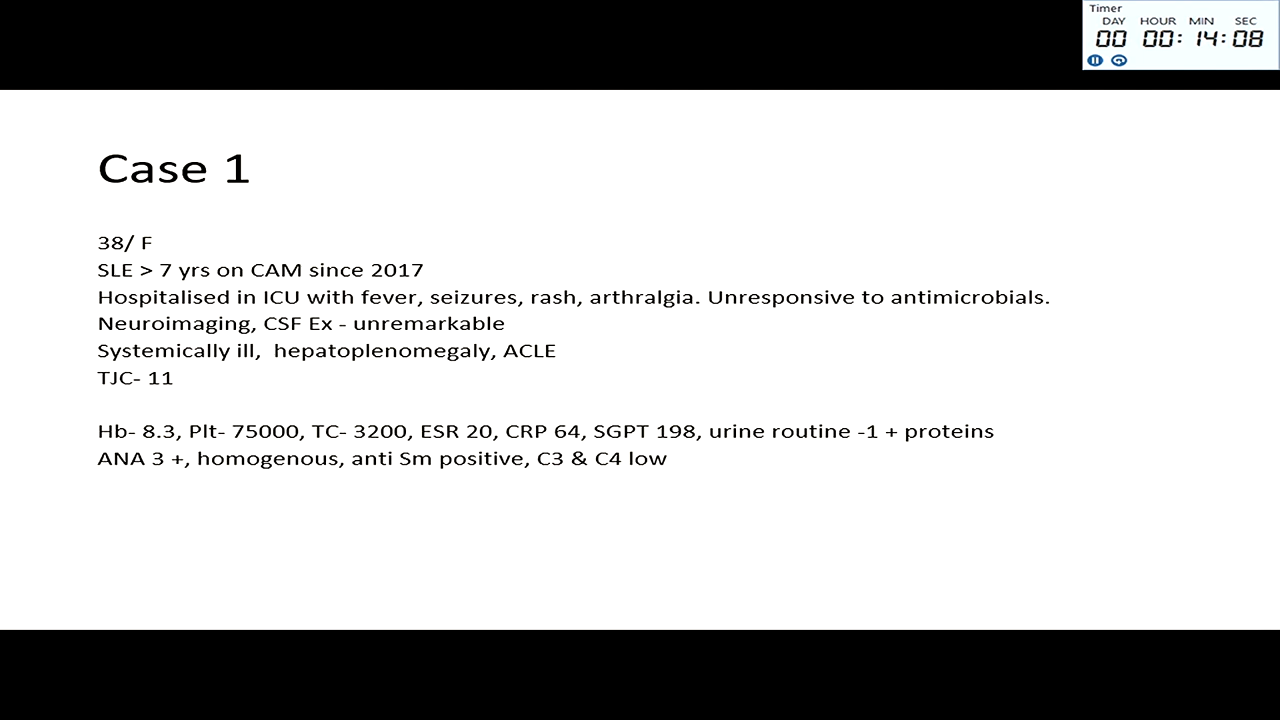 Timer
DAY HOUR MIN SEC
00 00: 14: 08
Case 1
38/ F
SLE > 7 yrs on CAM since 2017
Hospitalised in ICU with fever, seizures, rash, arthralgia. Unresponsive to antimicrobials.
Neuroimaging, CSF Ex - unremarkable
Systemically ill,  hepatoplenomegaly, ACLE
TJC- 11
Hb- 8.3, Plt- 75000, TC- 3200, ESR 20, CRP 64, SGPT 198, urine routine -1 + proteins
ANA 3 +, homogenous, anti Sm positive, C3 & C4 low